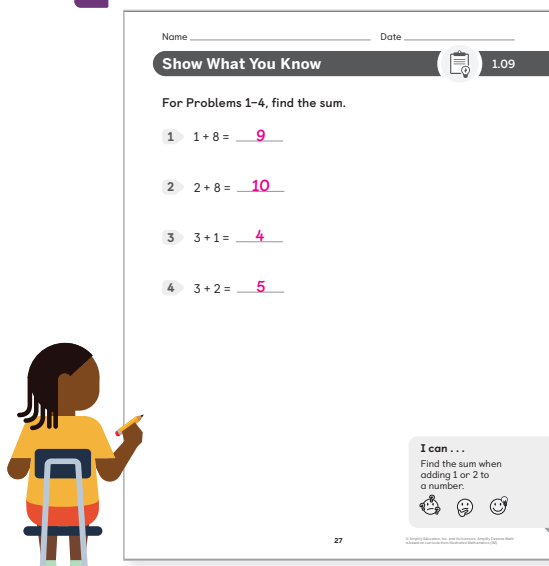 Name Date
Show What You Know 1.09
For Problems 1–4, find the sum.
1 1 + 8 = 9
2 2 + 8 = 10
3 3 + 1 = 4
4 3 + 2 = 5
I can . . .
Find the sum when
adding 1 or 2 to
a number.
27